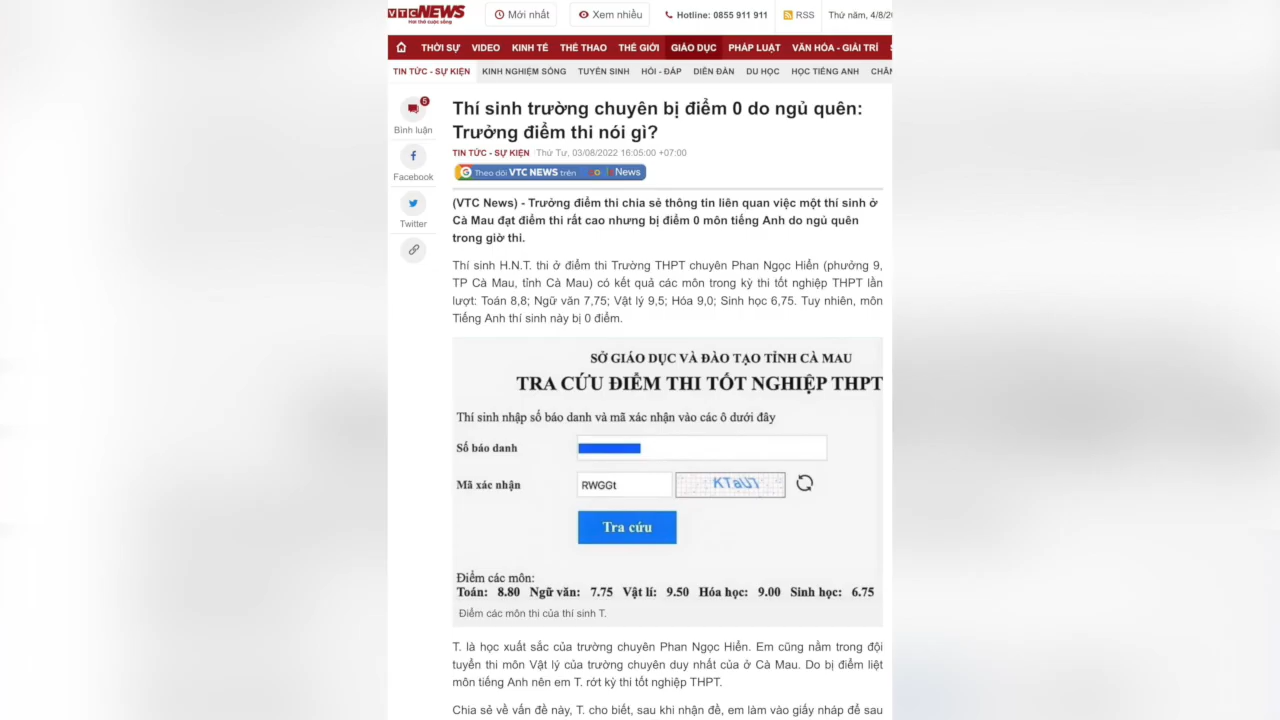 VTC NEWS
Hơi thở cuộc sống
Mới nhất
Xem nhiều
Hotline: 0855 911 911
RSS
Thứ năm, 4/8/20
THỜI SỰ VIDEO KINH TẾ THỂ THAO THẾ GIỚI GIÁO DỤC PHÁP LUẬT VĂN HÓA - GIẢI TRÍ
TIN TỨC - SỰ KIỆN KINH NGHIỆM SỐNG TUYỂN SINH HỎI - ĐÁP DIỄN ĐÀN DU HỌC HỌC TIẾNG ANH CHÂN
5
Bình luận
Facebook
Twitter
Thí sinh trường chuyên bị điểm 0 do ngủ quên:
Trưởng điểm thi nói gì?
TIN TỨC - SỰ KIỆN Thứ Tư, 03/08/2022 16:05:00 +07:00
Theo dõi VTC NEWS trên News
(VTC News) - Trưởng điểm thi chia sẻ thông tin liên quan việc một thí sinh ở
Cà Mau đạt điểm thi rất cao nhưng bị điểm 0 môn tiếng Anh do ngủ quên
trong giờ thi.
Thí sinh H.N.T. thi ở điểm thi Trường THPT chuyên Phan Ngọc Hiển (phường 9,
TP Cà Mau, tỉnh Cà Mau) có kết quả các môn trong kỳ thi tốt nghiệp THPT lần
lượt: Toán 8,8; Ngữ văn 7,75; Vật lý 9,5; Hóa 9,0; Sinh học 6,75. Tuy nhiên, môn
Tiếng Anh thí sinh này bị 0 điểm.
SỞ GIÁO DỤC VÀ ĐÀO TẠO TỈNH CÀ MAU
TRA CỨU ĐIỂM THI TỐT NGHIỆP THPT
Thí sinh nhập số báo danh và mã xác nhận vào các ô dưới đây
Số báo danh
Mã xác nhận RWGGt KTaU7
Tra cứu
Điểm các môn:
Toán: 8.80 Ngữ văn: 7.75 Vật lí: 9.50 Hóa học: 9.00 Sinh học: 6.75
Điểm các môn thi của thí sinh T.
T. là học xuất sắc của trường chuyên Phan Ngọc Hiển. Em cũng nằm trong đội
tuyển thi môn Vật lý của trường chuyên duy nhất của ở Cà Mau. Do bị điểm liệt
môn tiếng Anh nên em T. rớt kỳ thi tốt nghiệp THPT.
Chia sẻ về vấn đề này, T. cho biết, sau khi nhận đề, em làm vào giấy nháp để sau